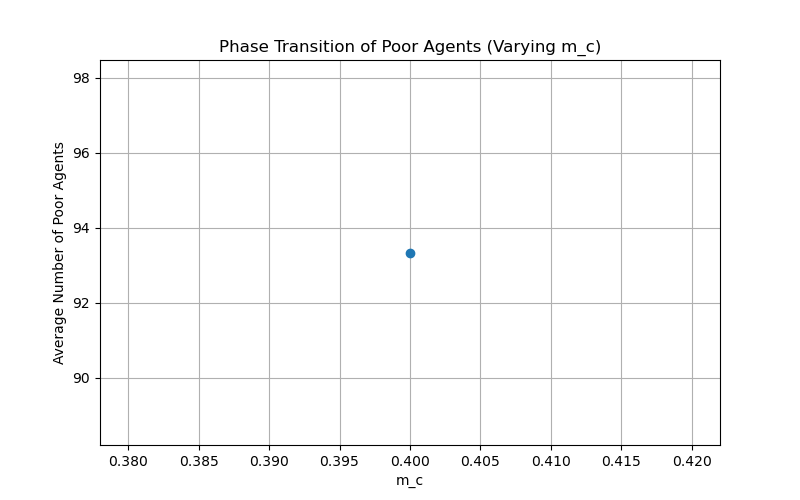 Phase Transition of Poor Agents (Varying m_c)
98
96
94
92
90
Average Number of Poor Agents
0.380 0.385 0.390 0.395 0.400 0.405 0.410 0.415 0.420
m_c